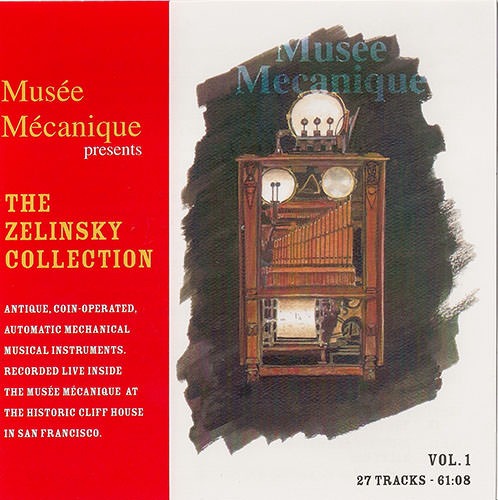 Musée
Mécanique
presents
THE
ZELINSKY
COLLECTION
ANTIQUE, COIN-OPERATED,
AUTOMATIC MECHANICAL
MUSICAL INSTRUMENTS.
RECORDED LIVE INSIDE
THE MUSÉE MÉCANIQUE AT
THE HISTORIC CLIFF HOUSE
IN SAN FRANCISCO.
Musée
Mecanique
VOL. 1
27 TRACKS - 61:08